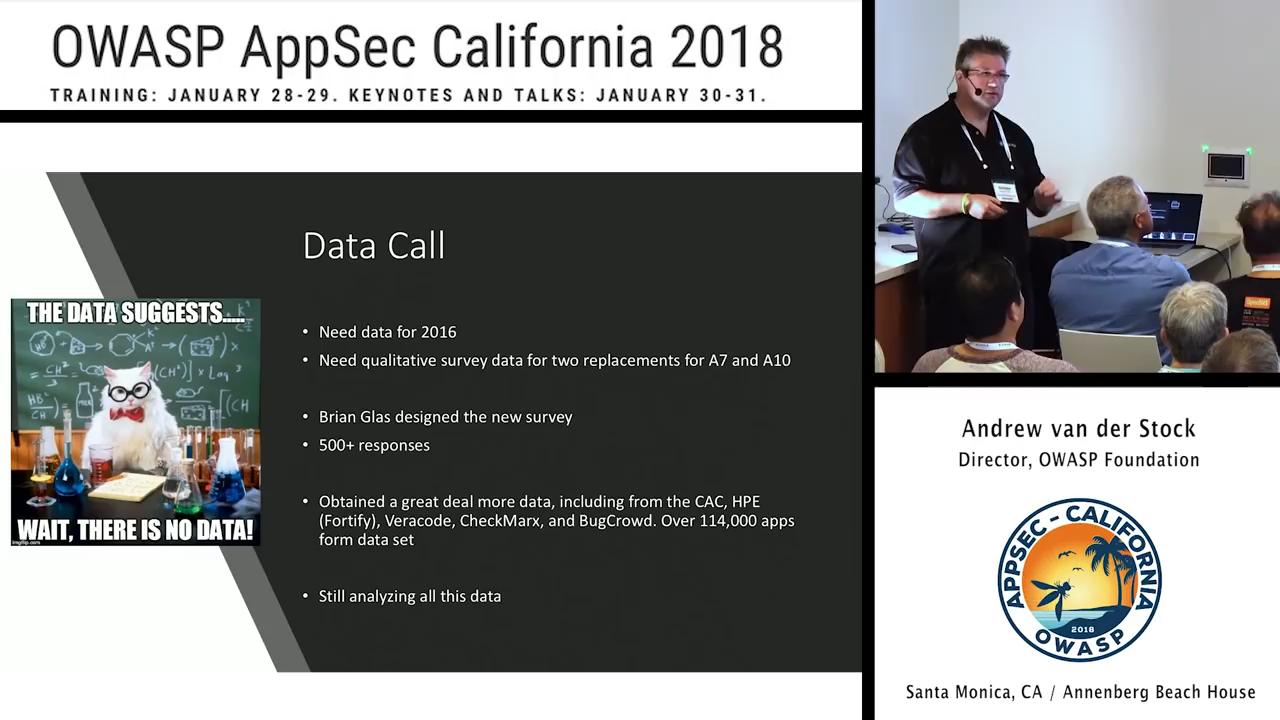 OWASP AppSec California 2018
TRAINING: JANUARY 28-29. KEYNOTES AND TALKS: JANUARY 30-31.
Data Call
THE DATA SUGGESTS.....
WAIT, THERE IS NO DATA!
imgflip.com
• Need data for 2016
• Need qualitative survey data for two replacements for A7 and A10
• Brian Glas designed the new survey
• 500+ responses
• Obtained a great deal more data, including from the CAC, HPE
(Fortify), Veracode, CheckMarx, and BugCrowd. Over 114,000 apps
form data set
• Still analyzing all this data
Andrew van der Stock
Director, OWASP Foundation
APPSEC - CALIFORNIA
2018
OWASP
Santa Monica, CA / Annenberg Beach House